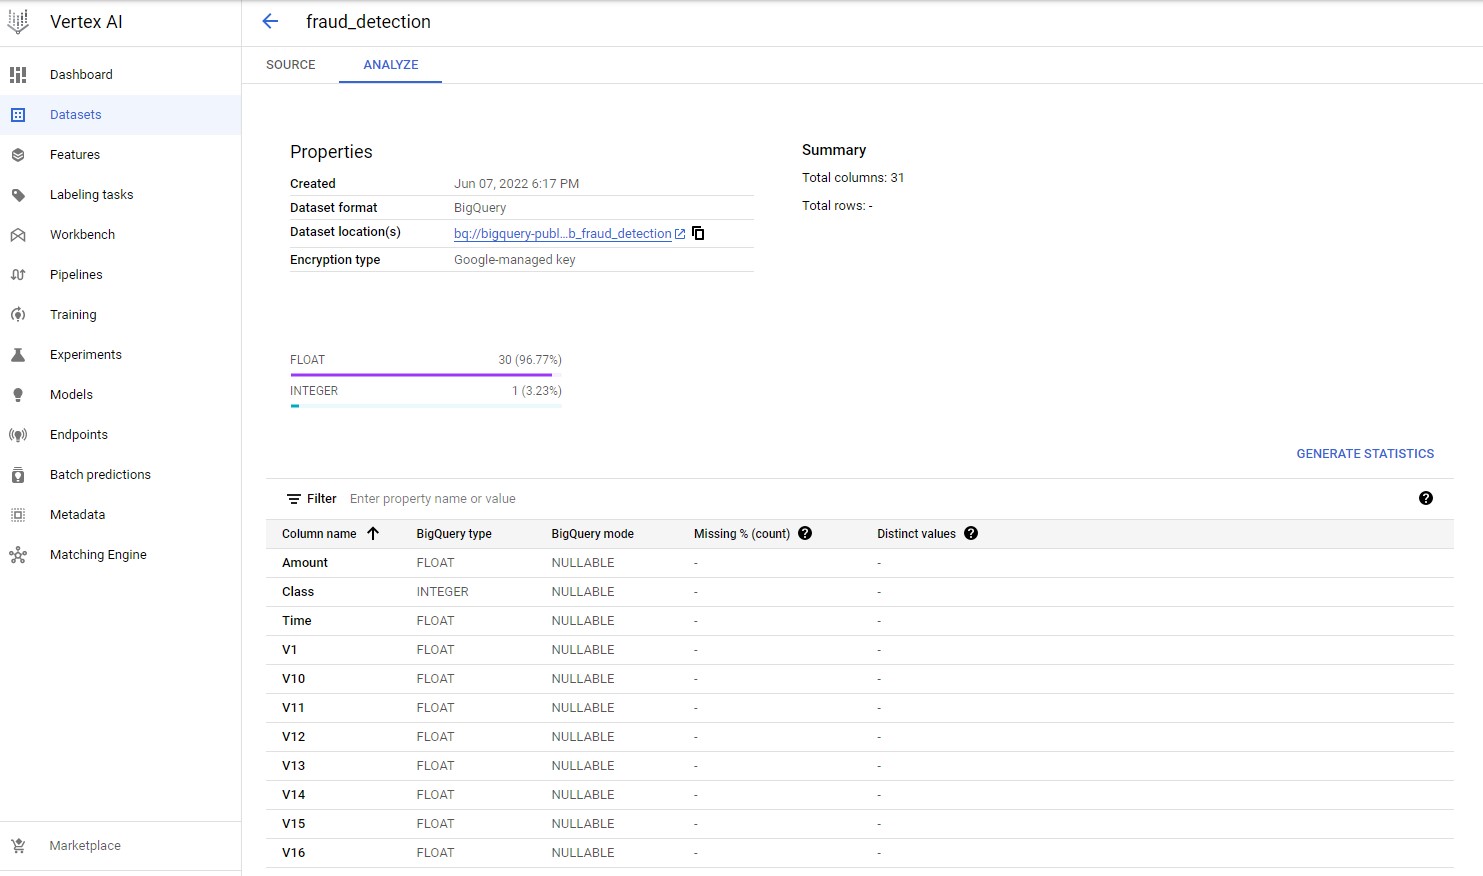 Vertex AI
fraud_detection
SOURCE ANALYZE
Dashboard
Datasets
Features
Labeling tasks
Workbench
Pipelines
Training
Experiments
Models
Endpoints
Batch predictions
Metadata
Matching Engine
Marketplace
Properties
Created Jun 07, 2022 6:17 PM
Dataset format BigQuery
Dataset location(s) bq://bigquery-publ...b_fraud_detection
Encryption type Google-managed key
Summary
Total columns: 31
Total rows: -
FLOAT 30 (96.77%)
INTEGER 1 (3.23%)
GENERATE STATISTICS
Filter Enter property name or value ?
Column name BigQuery type BigQuery mode Missing % (count) ? Distinct values ?
Amount FLOAT NULLABLE - -
Class INTEGER NULLABLE - -
Time FLOAT NULLABLE - -
V1 FLOAT NULLABLE - -
V10 FLOAT NULLABLE - -
V11 FLOAT NULLABLE - -
V12 FLOAT NULLABLE - -
V13 FLOAT NULLABLE - -
V14 FLOAT NULLABLE - -
V15 FLOAT NULLABLE - -
V16 FLOAT NULLABLE - -